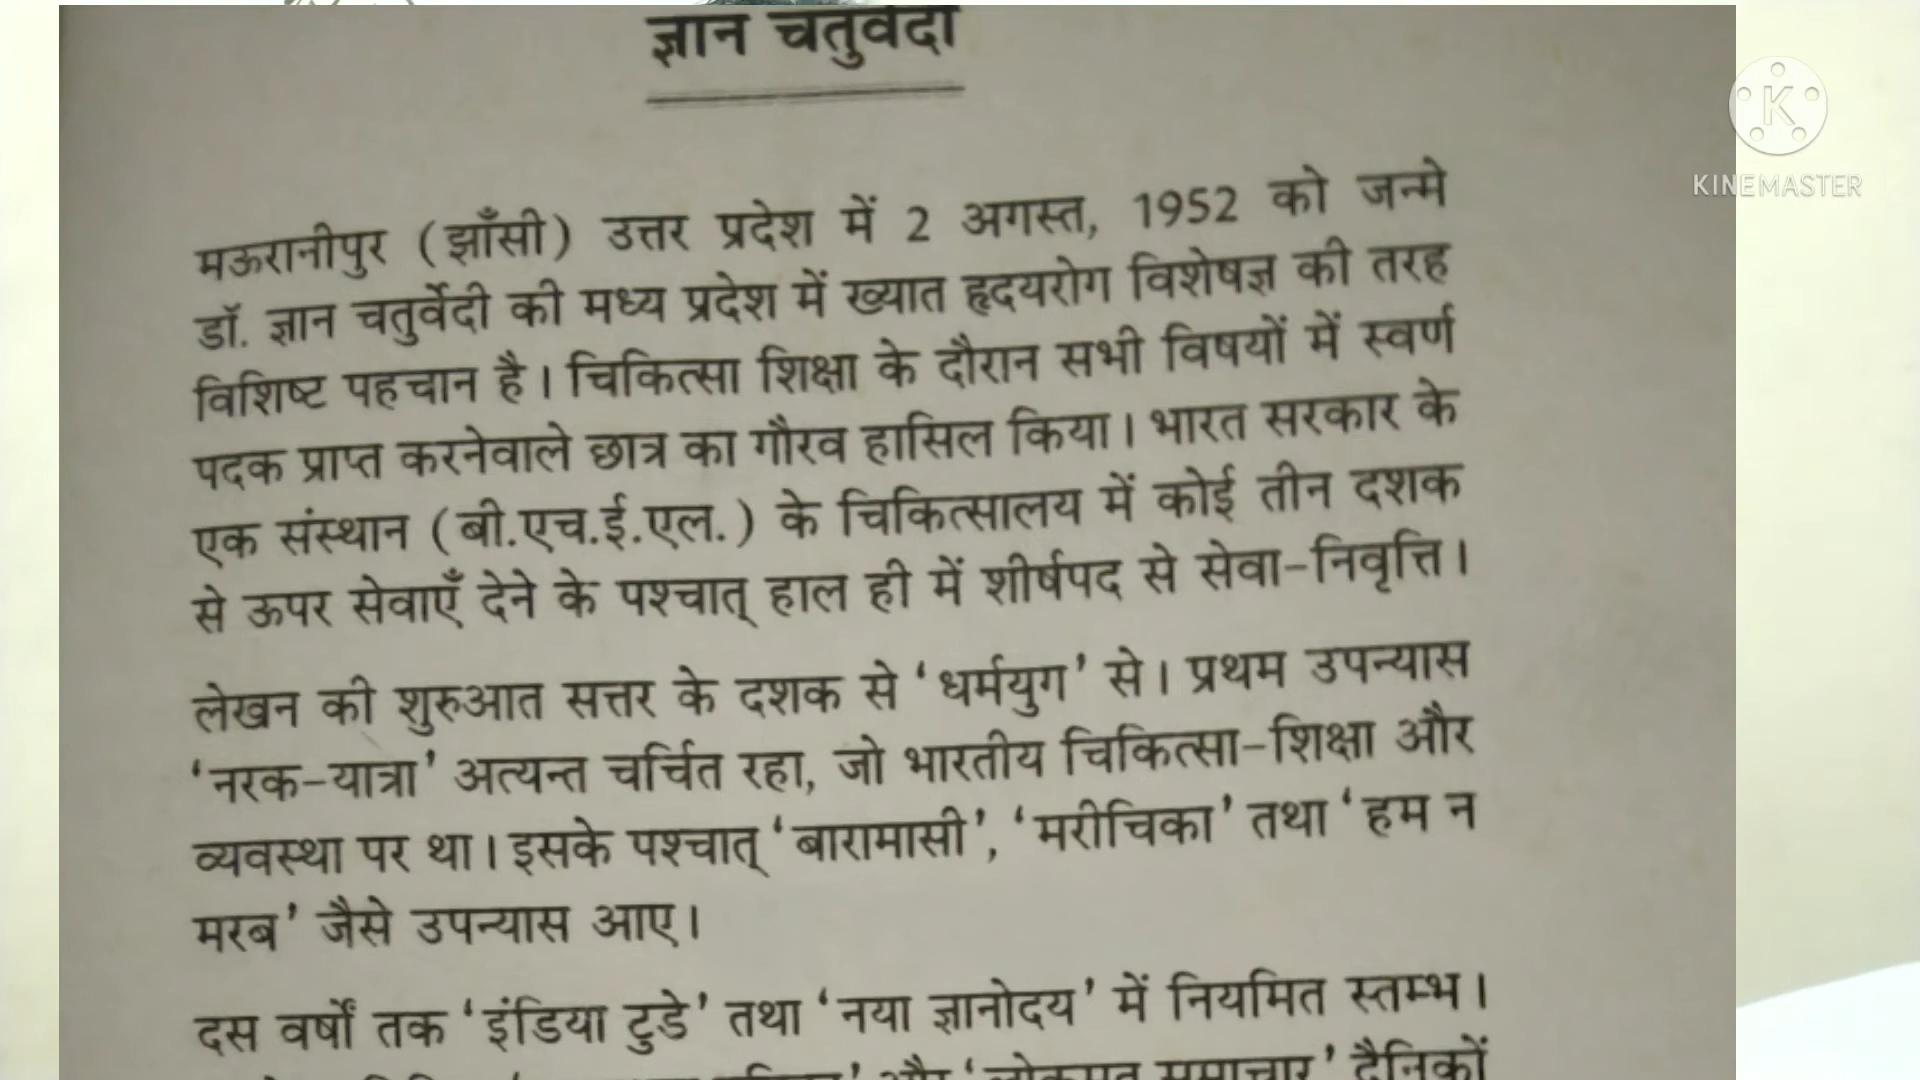 ज्ञान चतुर्वेदी
मऊरानीपुर (झाँसी) उत्तर प्रदेश में 2 अगस्त, 1952 को जन्मे
डॉ. ज्ञान चतुर्वेदी की मध्य प्रदेश में ख्यात हृदयरोग विशेषज्ञ की तरह
विशिष्ट पहचान है। चिकित्सा शिक्षा के दौरान सभी विषयों में स्वर्ण
पदक प्राप्त करनेवाले छात्र का गौरव हासिल किया। भारत सरकार के
एक संस्थान (बी.एच.ई.एल.) के चिकित्सालय में कोई तीन दशक
से ऊपर सेवाएँ देने के पश्चात् हाल ही में शीर्षपद से सेवा-निवृत्ति।
लेखन की शुरुआत सत्तर के दशक से ‘धर्मयुग’ से। प्रथम उपन्यास
‘नरक-यात्रा’ अत्यन्त चर्चित रहा, जो भारतीय चिकित्सा-शिक्षा और
व्यवस्था पर था। इसके पश्चात् ‘बारामासी’, ‘मरीचिका’ तथा ‘हम न
मरब’ जैसे उपन्यास आए।
दस वर्षों तक ‘इंडिया टुडे’ तथा ‘नया ज्ञानोदय’ में नियमित स्तम्भ।
और ‘लोकमत समाचार’ दैनिकों
K
KINEMASTER